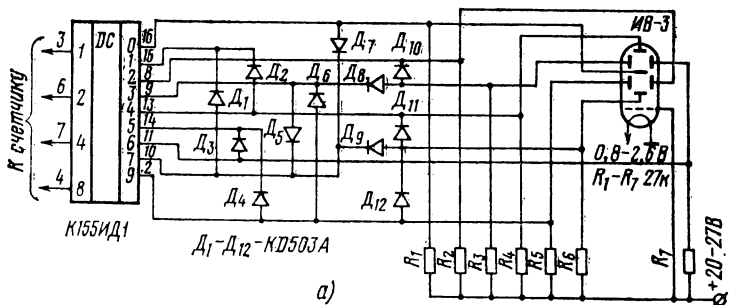 К счетчику
3
6
7
4
1
2
4
8
DC
0
1
2
3
4
5
6
7
9
16
15
8
9
13
14
11
10
2
К155ИД1
Д1
Д2
Д3
Д4
Д5
Д6
Д7
Д8
Д9
Д10
Д11
Д12
Д1-Д12-КD503А
ИВ-3
0,8-2,6В
R1-R7 27к
R1
R2
R3
R4
R5
R6
R7
+20-27В
а)